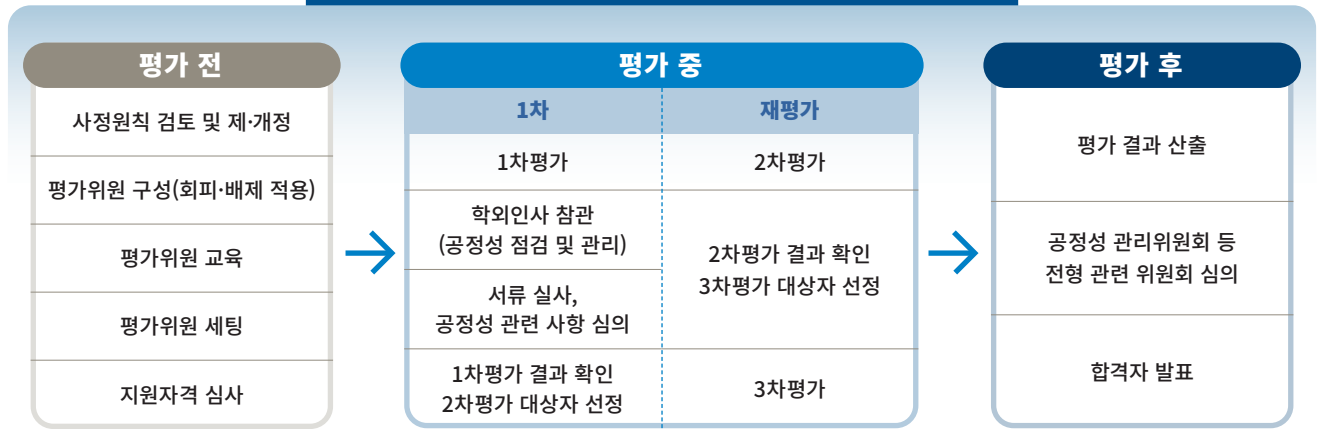 평가 전
사정원칙 검토 및 제·개정
평가위원 구성(회피·배제 적용)
평가위원 교육
평가위원 세팅
지원자격 심사
평가 중
1차
1차평가
학외인사 참관
(공정성 점검 및 관리)
서류 실사,
공정성 관련 사항 심의
1차평가 결과 확인
2차평가 대상자 선정
재평가
2차평가
2차평가 결과 확인
3차평가 대상자 선정
3차평가
평가 후
평가 결과 산출
공정성 관리위원회 등
전형 관련 위원회 심의
합격자 발표